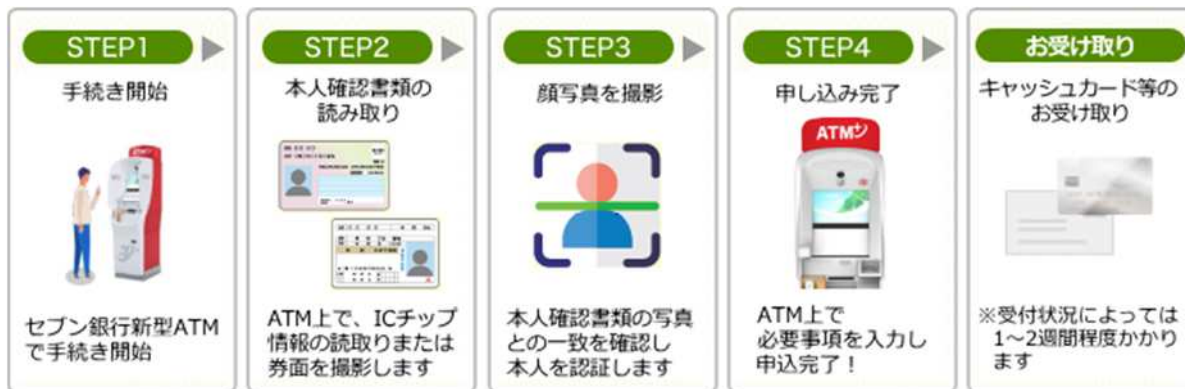 STEP1
手続き開始
セブン銀行新型ATM
で手続き開始
STEP2
本人確認書類の
読み取り
ATM上で、ICチップ
情報の読取りまたは
券面を撮影します
STEP3
顔写真を撮影
本人確認書類の写真
との一致を確認し
本人を認証します
STEP4
申し込み完了
ATM+
ATM上で
必要事項を入力し
申込完了！
お受け取り
キャッシュカード等の
お受け取り
※受付状況によっては
1～2週間程度かかり
ます